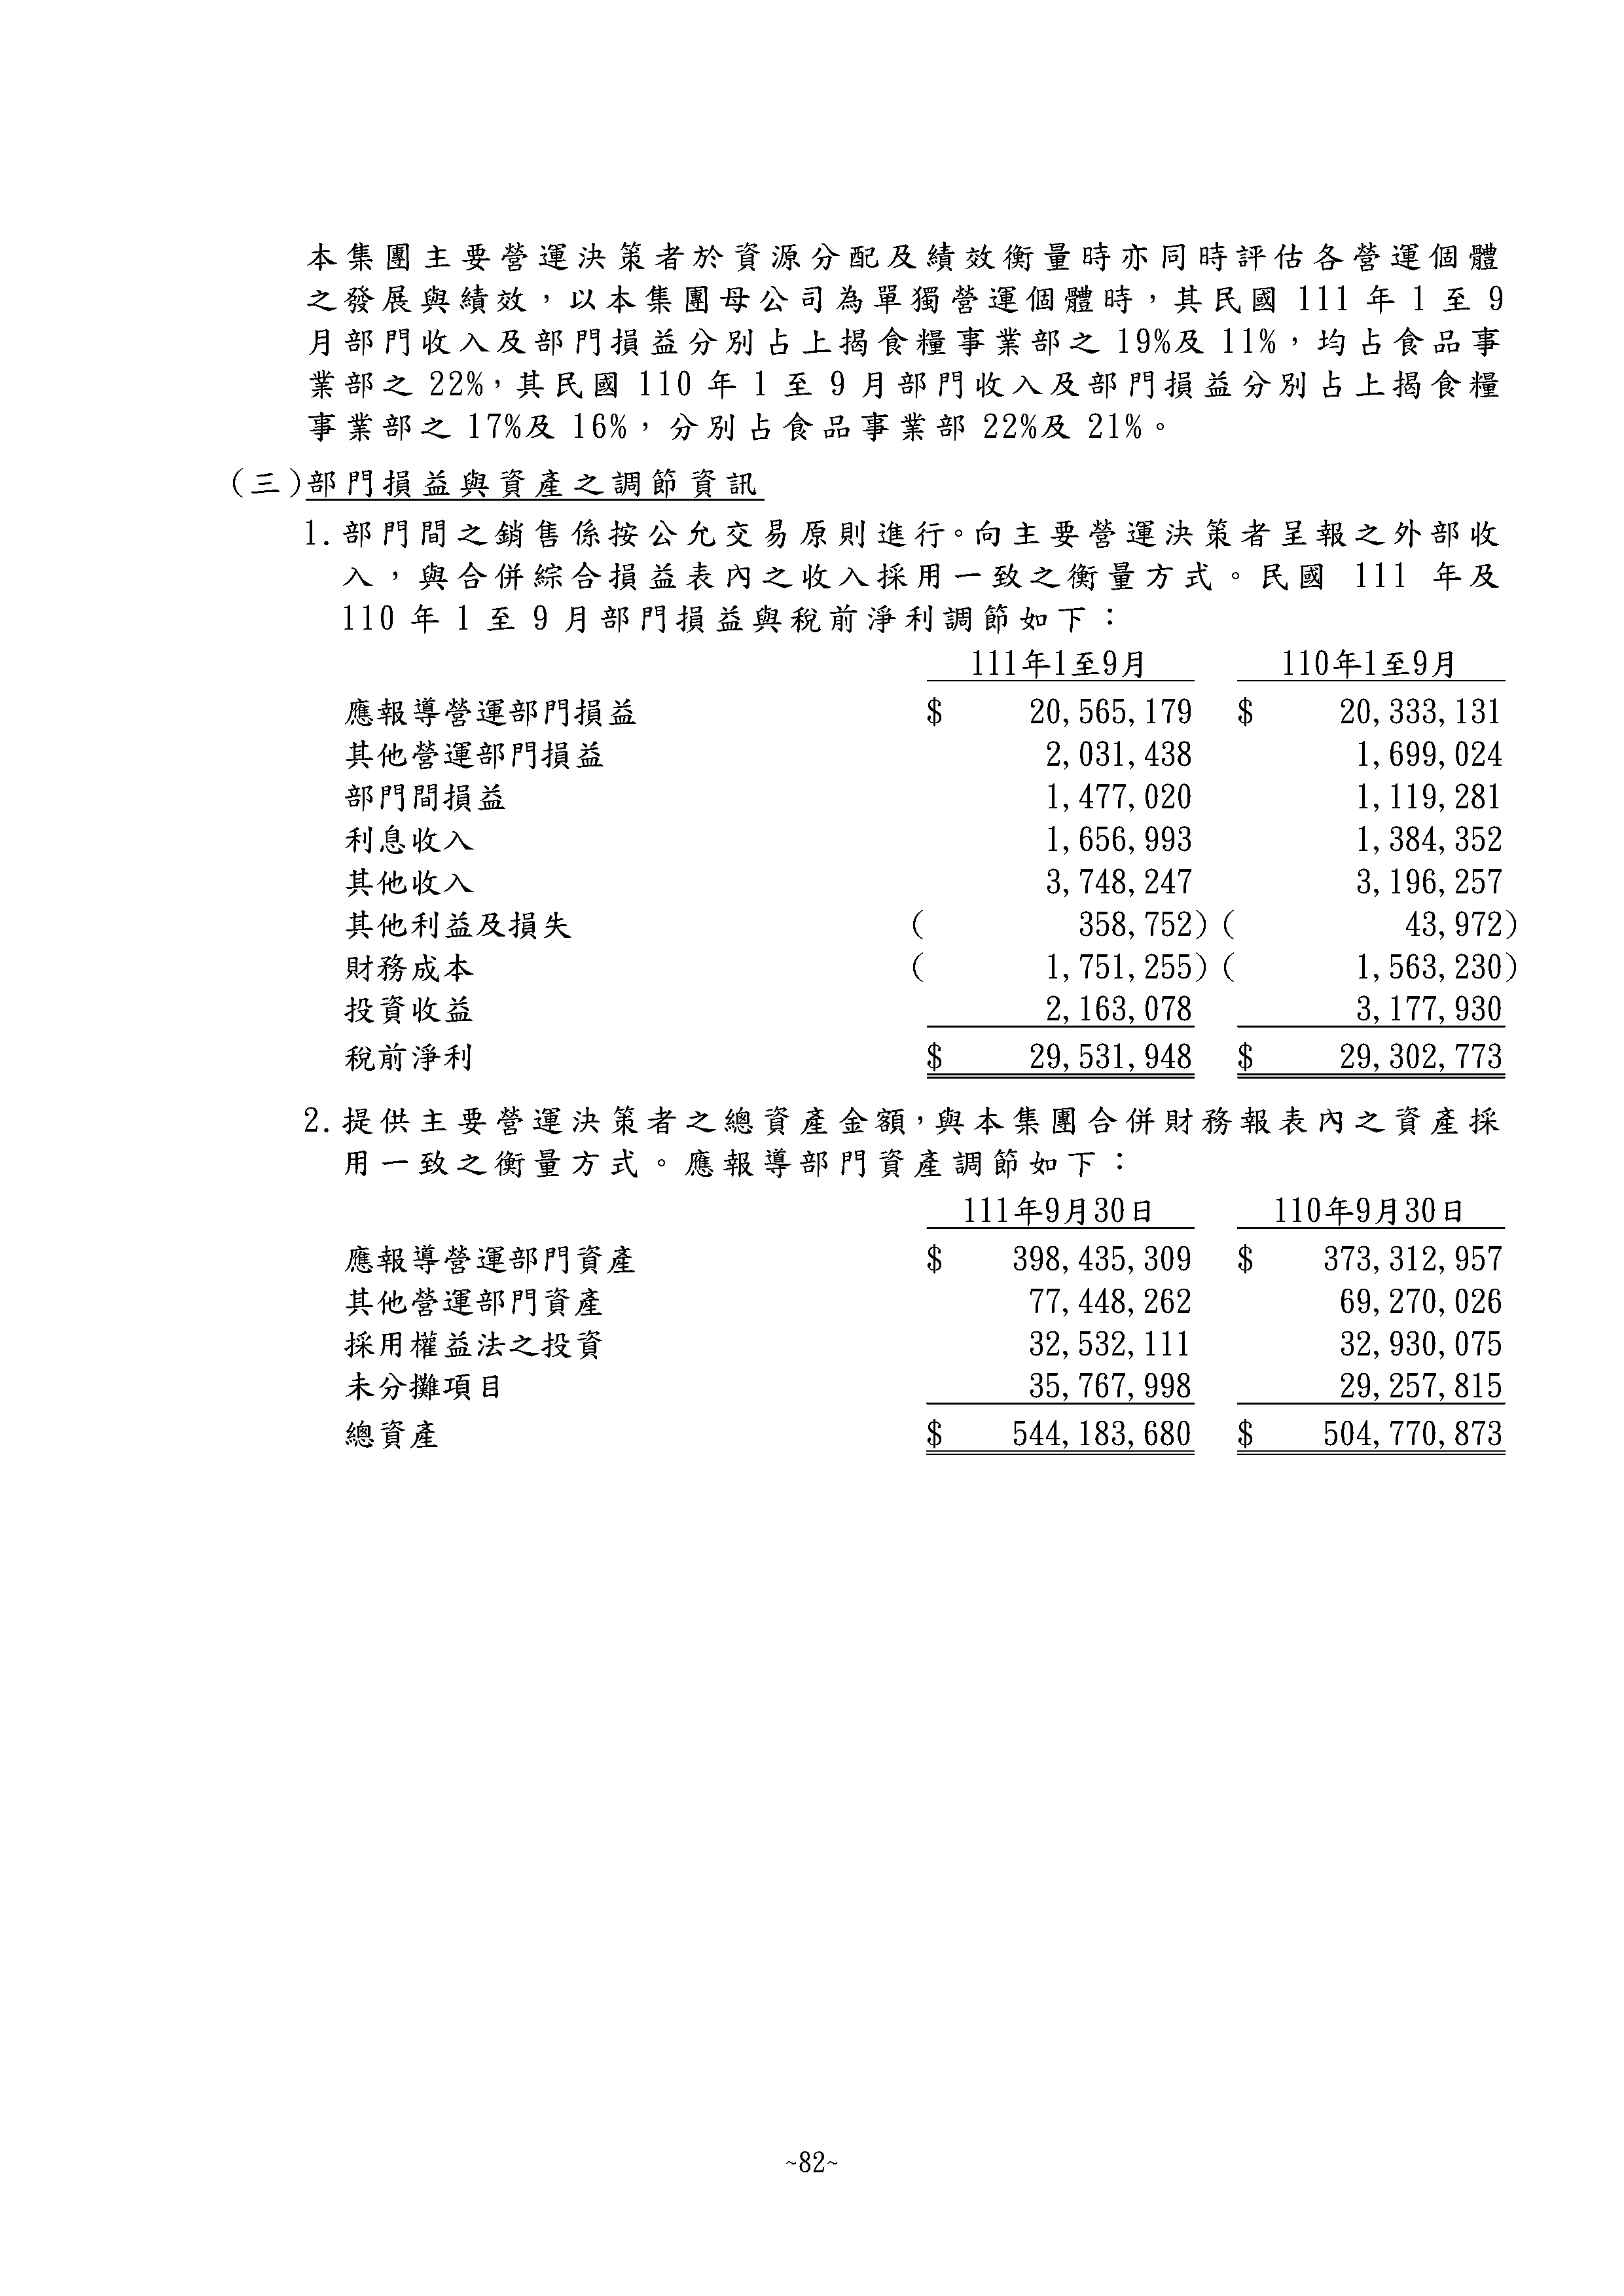 本集團主要營運決策者於資源分配及績效衡量時亦同時評估各營運個體
之發展與績效，以本集團母公司為單獨營運個體時，其民國 111 年 1 至 9
月部門收入及部門損益分別占上揭食糧事業部之 19%及 11%，均占食品事
業部之 22%，其民國 110 年 1 至 9 月部門收入及部門損益分別占上揭食糧
事業部之 17%及 16%，分別占食品事業部 22%及 21%。
(三)部門損益與資產之調節資訊
1.部門間之銷售係按公允交易原則進行。向主要營運決策者呈報之外部收
入，與合併綜合損益表內之收入採用一致之衡量方式。民國 111 年及
110 年 1 至 9 月部門損益與稅前淨利調節如下：
111年1至9月 110年1至9月
應報導營運部門損益 $ 20,565,179 $ 20,333,131
其他營運部門損益 2,031,438 1,699,024
部門間損益 1,477,020 1,119,281
利息收入 1,656,993 1,384,352
其他收入 3,748,247 3,196,257
其他利益及損失 ( 358,752) ( 43,972)
財務成本 ( 1,751,255) ( 1,563,230)
投資收益 2,163,078 3,177,930
稅前淨利 $ 29,531,948 $ 29,302,773
2.提供主要營運決策者之總資產金額，與本集團合併財務報表內之資產採
用一致之衡量方式。應報導部門資產調節如下：
111年9月30日 110年9月30日
應報導營運部門資產 $ 398,435,309 $ 373,312,957
其他營運部門資產 77,448,262 69,270,026
採用權益法之投資 32,532,111 32,930,075
未分攤項目 35,767,998 29,257,815
總資產 $ 544,183,680 $ 504,770,873
~82~